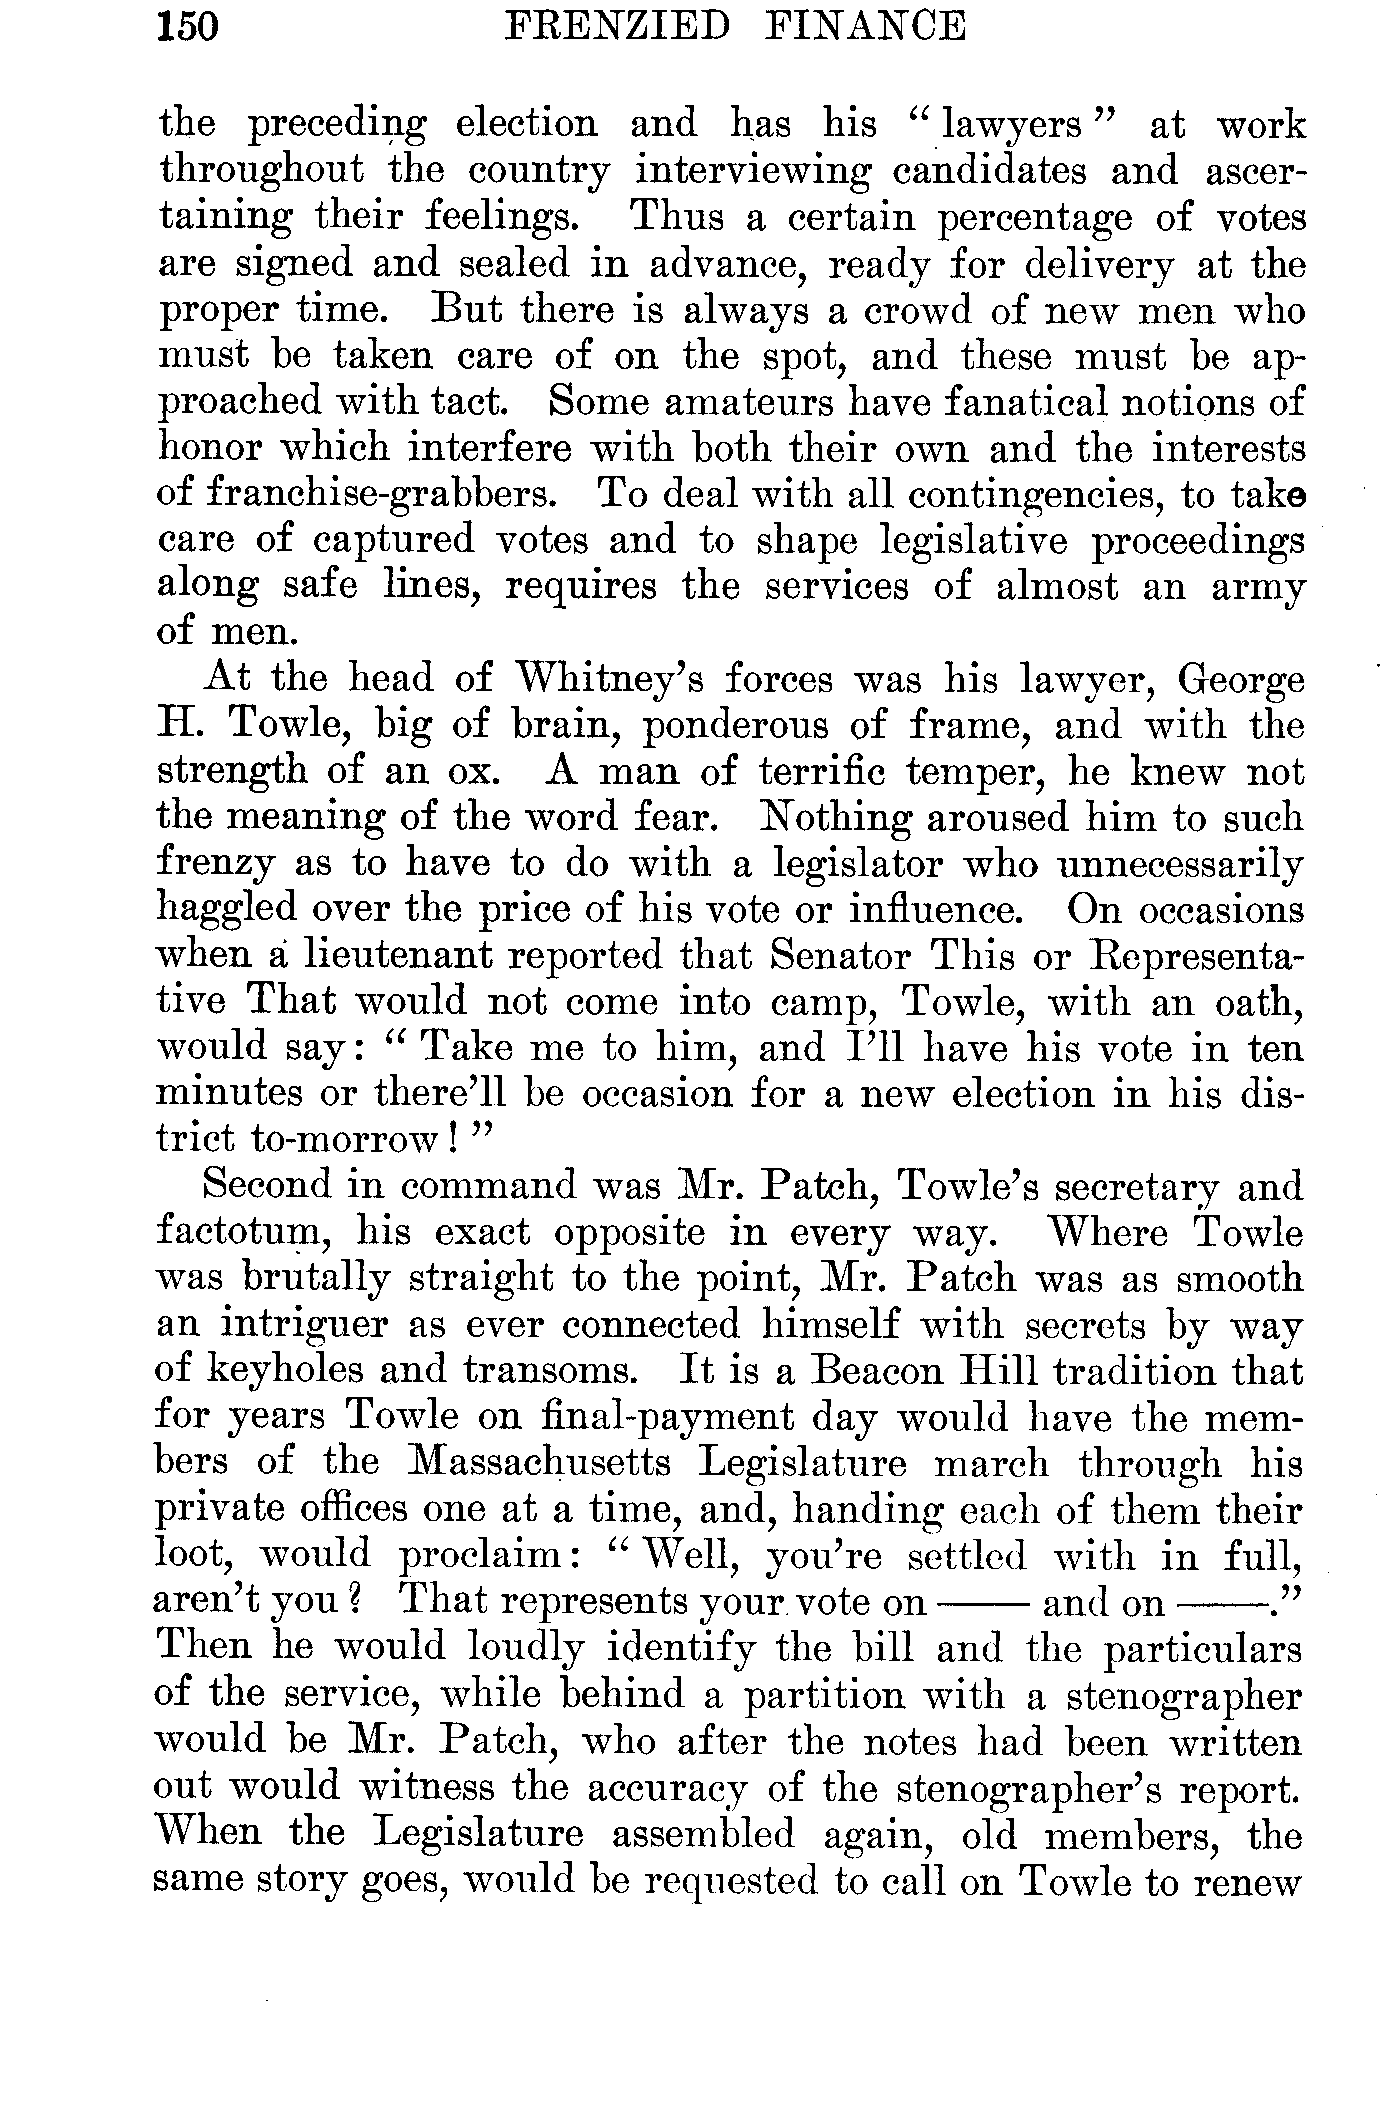 150 FRENZIED FINANCE
the preceding election and has his “ lawyers ” at work
throughout the country interviewing candidates and ascer-
taining their feelings. Thus a certain percentage of votes
are signed and sealed in advance, ready for delivery at the
proper time. But there is always a crowd of new men who
must be taken care of on the spot, and these must be ap-
proached with tact. Some amateurs have fanatical notions of
honor which interfere with both their own and the interests
of franchise-grabbers. To deal with all contingencies, to take
care of captured votes and to shape legislative proceedings
along safe lines, requires the services of almost an army
of men.
At the head of Whitney’s forces was his lawyer, George
H. Towle, big of brain, ponderous of frame, and with the
strength of an ox. A man of terrific temper, he knew not
the meaning of the word fear. Nothing aroused him to such
frenzy as to have to do with a legislator who unnecessarily
haggled over the price of his vote or influence. On occasions
when a lieutenant reported that Senator This or Representa-
tive That would not come into camp, Towle, with an oath,
would say: “ Take me to him, and I’ll have his vote in ten
minutes or there’ll be occasion for a new election in his dis-
trict to-morrow ! ”
Second in command was Mr. Patch, Towle’s secretary and
factotum, his exact opposite in every way. Where Towle
was brutally straight to the point, Mr. Patch was as smooth
an intriguer as ever connected himself with secrets by way
of keyholes and transoms. It is a Beacon Hill tradition that
for years Towle on final-payment day would have the mem-
bers of the Massachusetts Legislature march through his
private offices one at a time, and, handing each of them their
loot, would proclaim: “ Well, you’re settled with in full,
aren’t you ? That represents your vote on —— and on ——.”
Then he would loudly identify the bill and the particulars
of the service, while behind a partition with a stenographer
would be Mr. Patch, who after the notes had been written
out would witness the accuracy of the stenographer’s report.
When the Legislature assembled again, old members, the
same story goes, would be requested to call on Towle to renew